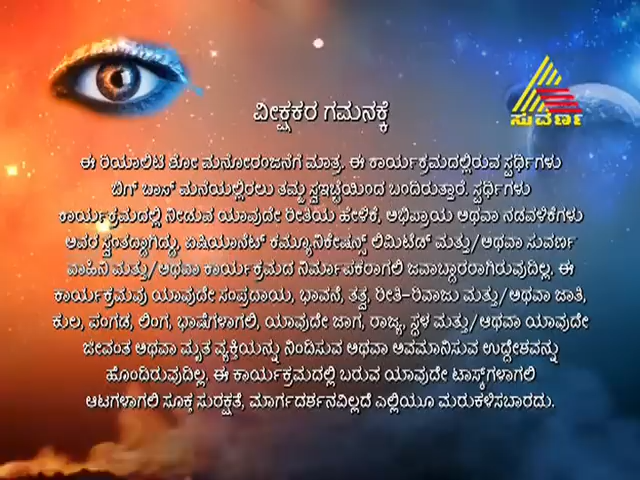 ಸುವರ್ಣ
ವೀಕ್ಷಕರ ಗಮನಕ್ಕೆ
ಈ ರಿಯಾಲಿಟಿ ಶೋ ಮನೋರಂಜನೆಗೆ ಮಾತ್ರ. ಈ ಕಾರ್ಯಕ್ರಮದಲ್ಲಿರುವ ಸ್ಪರ್ಧಿಗಳು
ಬಿಗ್ ಬಾಸ್ ಮನೆಯಲ್ಲಿರಲು ತಮ್ಮ ಸ್ವಇಚ್ಛೆಯಿಂದ ಬಂದಿರುತ್ತಾರೆ. ಸ್ಪರ್ಧಿಗಳು
ಕಾರ್ಯಕ್ರಮದಲ್ಲಿ ನೀಡುವ ಯಾವುದೇ ರೀತಿಯ ಹೇಳಿಕೆ, ಅಭಿಪ್ರಾಯ ಅಥವಾ ನಡವಳಿಕೆಗಳು
ಅವರ ಸ್ವಂತದ್ದಾಗಿದ್ದು, ಏಷಿಯಾನೆಟ್ ಕಮ್ಯೂನಿಕೇಷನ್ಸ್ ಲಿಮಿಟೆಡ್ ಮತ್ತು/ಅಥವಾ ಸುವರ್ಣ
ವಾಹಿನಿ ಮತ್ತು/ಅಥವಾ ಕಾರ್ಯಕ್ರಮದ ನಿರ್ಮಾಪಕರಾಗಲಿ ಜವಾಬ್ದಾರರಾಗಿರುವುದಿಲ್ಲ. ಈ
ಕಾರ್ಯಕ್ರಮವು ಯಾವುದೇ ಸಂಪ್ರದಾಯ, ಭಾವನೆ, ತತ್ವ, ರೀತಿ-ರಿವಾಜು ಮತ್ತು/ಅಥವಾ ಜಾತಿ,
ಕುಲ, ಪಂಗಡ, ಲಿಂಗ, ಭಾಷೆಗಳಾಗಲಿ, ಯಾವುದೇ ಜಾಗ, ರಾಜ್ಯ, ಸ್ಥಳ ಮತ್ತು/ಆಥವಾ ಯಾವುದೇ
ಜೀವಂತ ಅಥವಾ ಮೃತ ವ್ಯಕ್ತಿಯನ್ನು ನಿಂದಿಸುವ ಅಥವಾ ಅವಮಾನಿಸುವ ಉದ್ದೇಶವನ್ನು
ಹೊಂದಿರುವುದಿಲ್ಲ. ಈ ಕಾರ್ಯಕ್ರಮದಲ್ಲಿ ಬರುವ ಯಾವುದೇ ಟಾಸ್ಕ್‌ಗಳಾಗಲಿ
ಆಟಗಳಾಗಲಿ ಸೂಕ್ತ ಸುರಕ್ಷತೆ, ಮಾರ್ಗದರ್ಶನವಿಲ್ಲದೆ ಎಲ್ಲಿಯೂ ಮರುಕಳಿಸಬಾರದು.